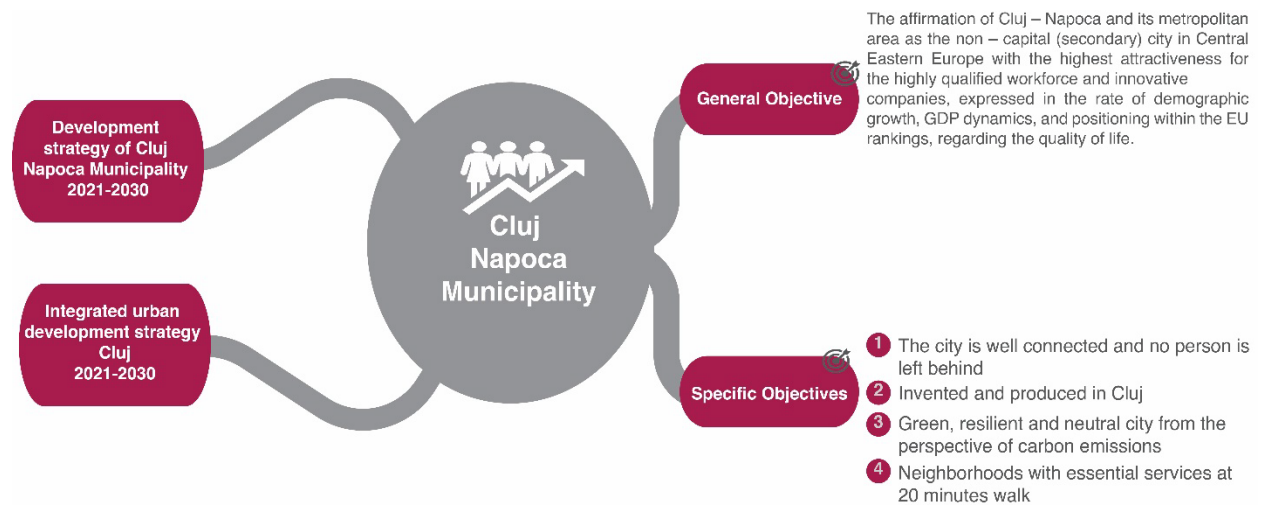 Development
strategy of Cluj
Napoca Municipality
2021-2030
Integrated urban
development strategy
Cluj
2021-2030
Cluj
Napoca
Municipality
General Objective
The affirmation of Cluj – Napoca and its metropolitan
area as the non – capital (secondary) city in Central
Eastern Europe with the highest attractiveness for
the highly qualified workforce and innovative
companies, expressed in the rate of demographic
growth, GDP dynamics, and positioning within the EU
rankings, regarding the quality of life.
Specific Objectives
1 The city is well connected and no person is
left behind
2 Invented and produced in Cluj
3 Green, resilient and neutral city from the
perspective of carbon emissions
4 Neighborhoods with essential services at
20 minutes walk